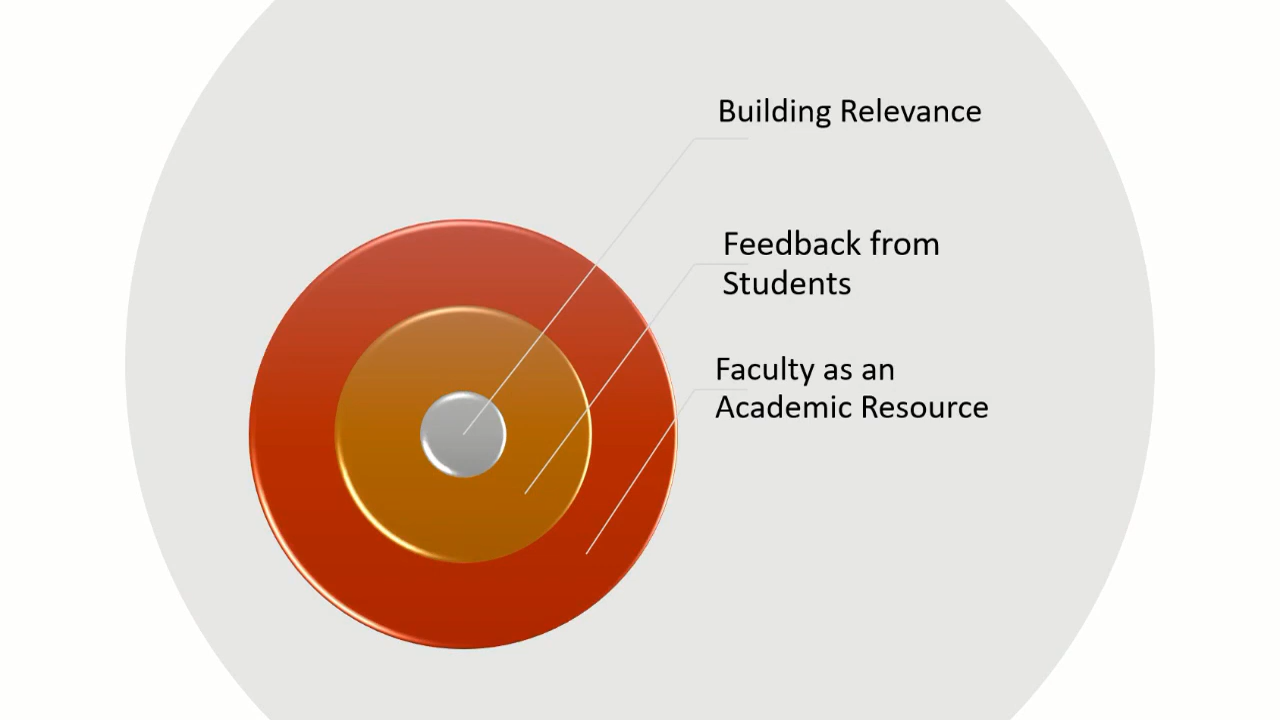 Building Relevance
Feedback from
Students
Faculty as an
Academic Resource